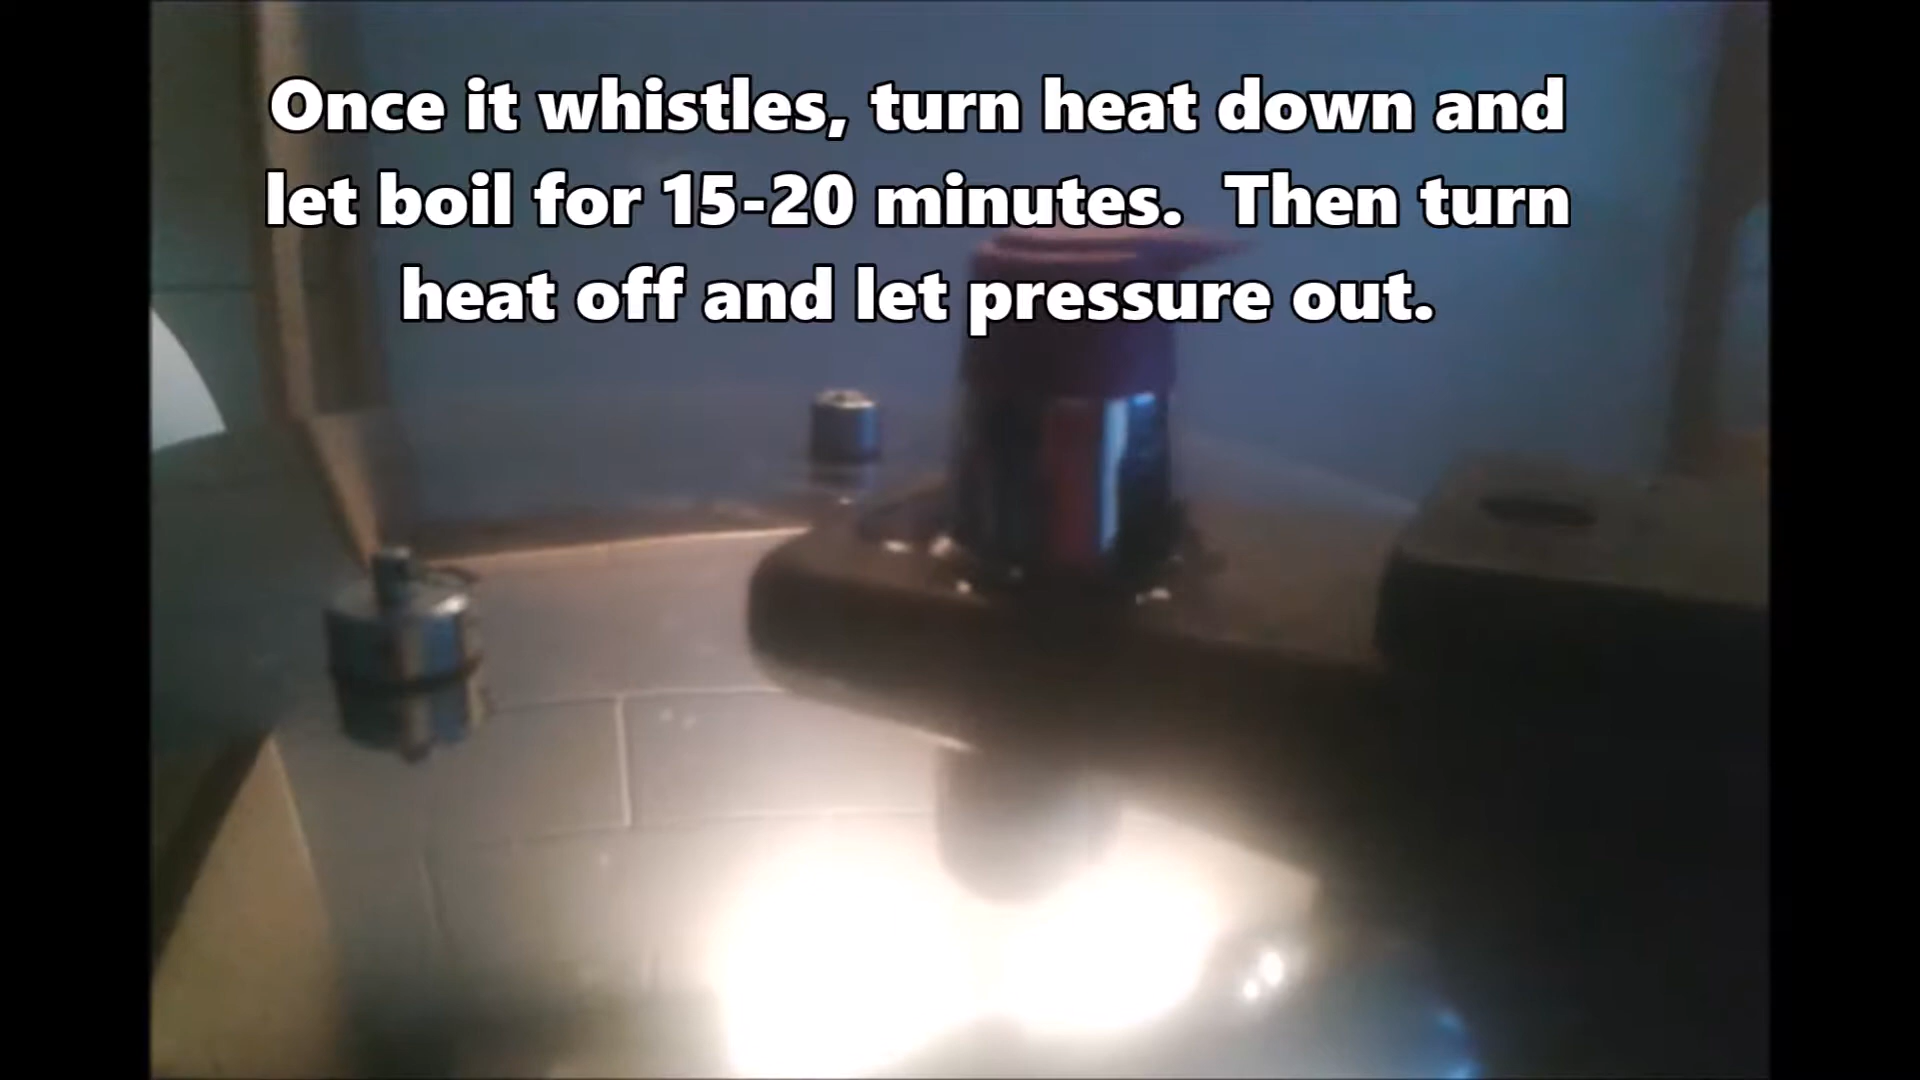 Once it whistles, turn heat down and
let boil for 15-20 minutes.  Then turn
heat off and let pressure out.